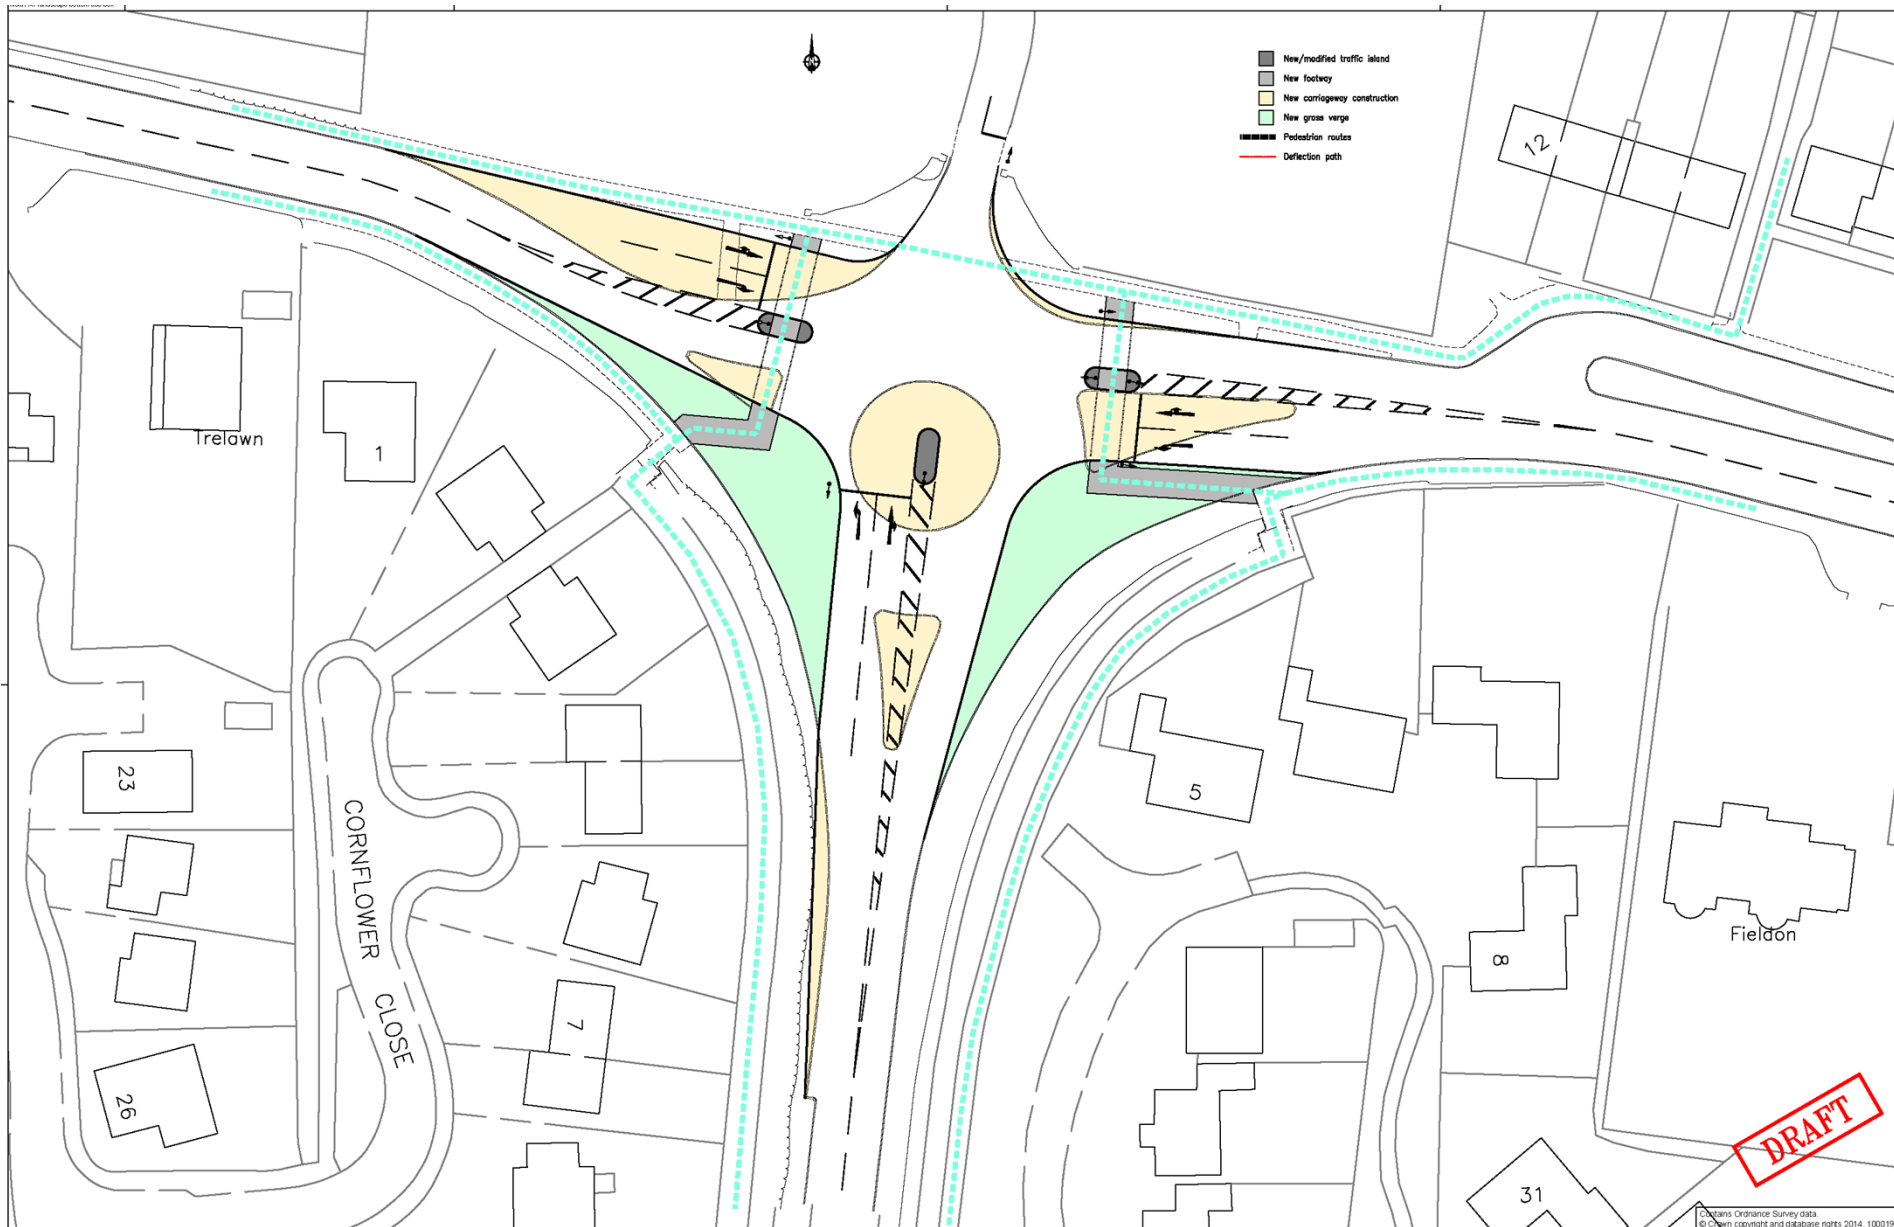 New/modified traffic island
New footway
New carriageway construction
New grass verge
Pedestrian routes
Deflection path
12
Trelawn
1
23
5
CORNFLOWER CLOSE
Fieldon
8
7
26
31
DRAFT
Contains Ordnance Survey data.
© Crown copyright and database rights 2014. 100019